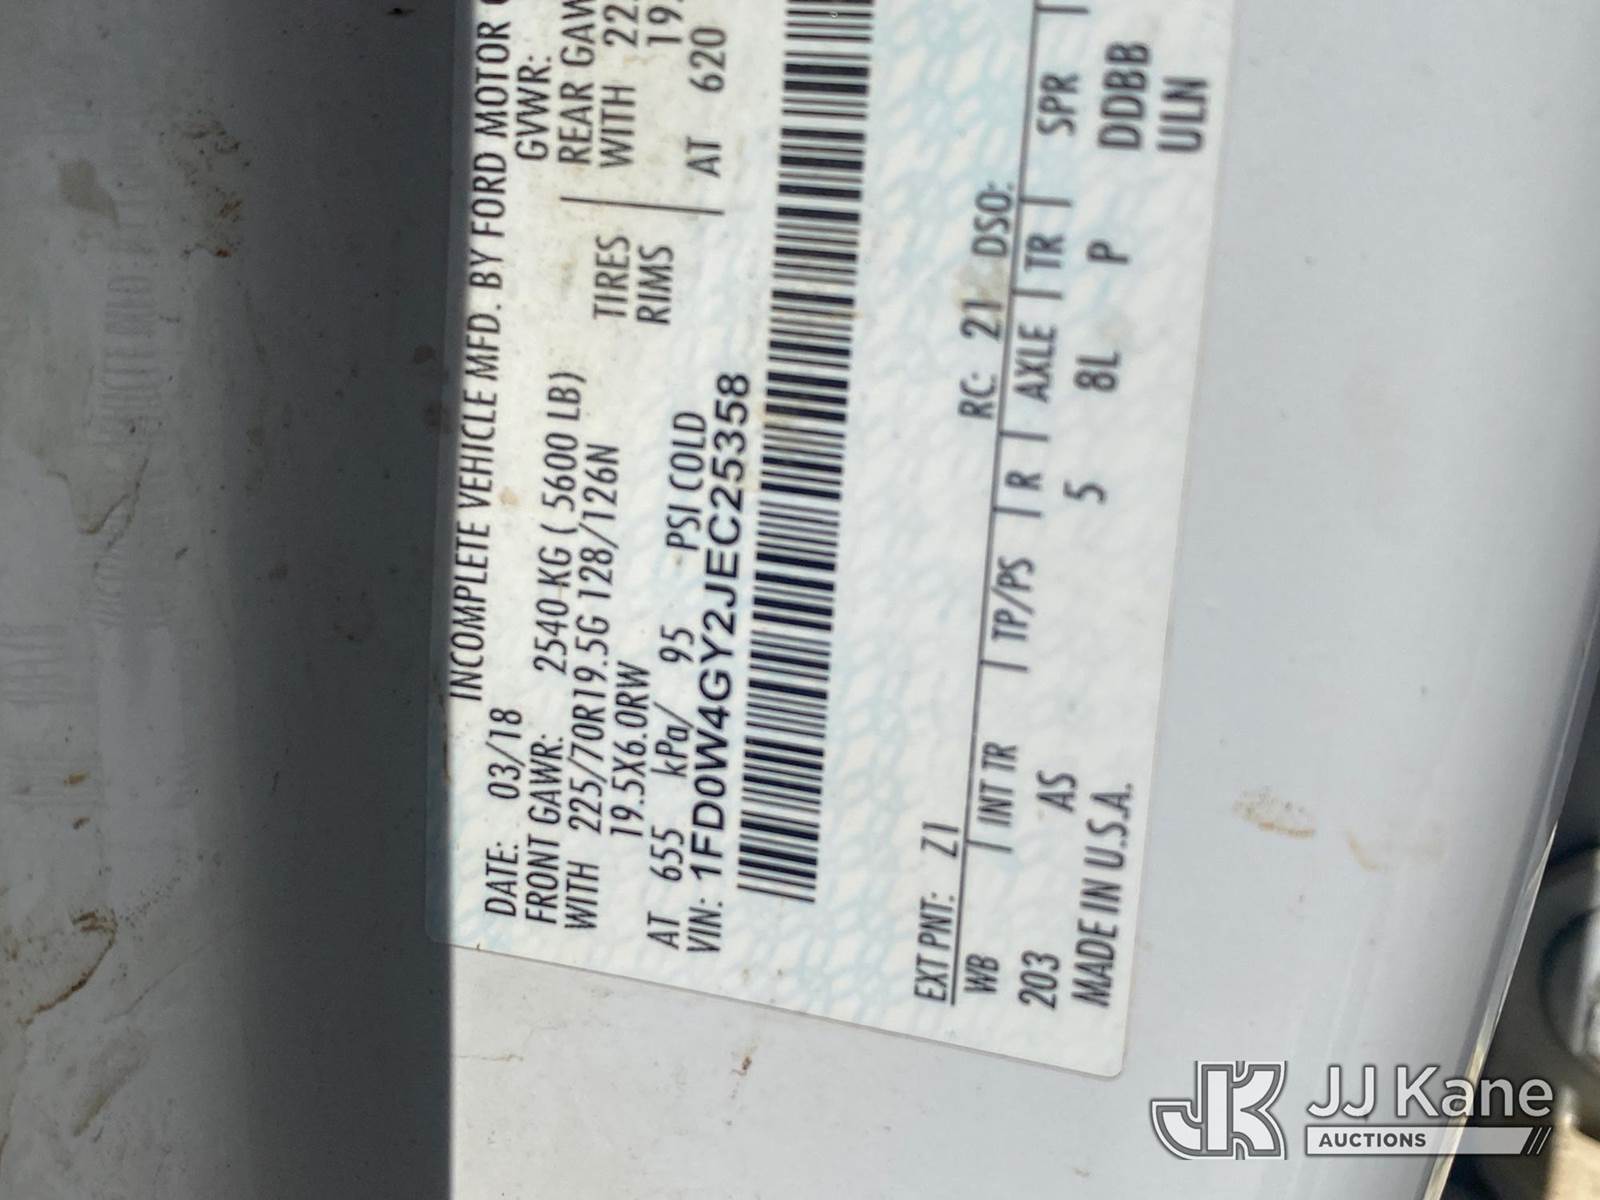 INCOMPLETE VEHICLE MFD. BY FORD MOTOR
DATE: 03/18 GVWR:
FRONT GAWR: 2540 KG ( 5600 LB) REAR GAW
WITH 225/70R19.5G 128/126N TIRES WITH 22
19.5X6.0RW RIMS 19.
AT 655 kPa/ 95 PSI COLD AT 620
VIN: 1FD0W4GY2JEC25358
EXT PNT: Z1 RC: 21 DSO:
WB INT TR TP/PS R AXLE TR SPR
203 AS 5 8L P DDBB
MADE IN U.S.A. ULN
JK JJ Kane
AUCTIONS